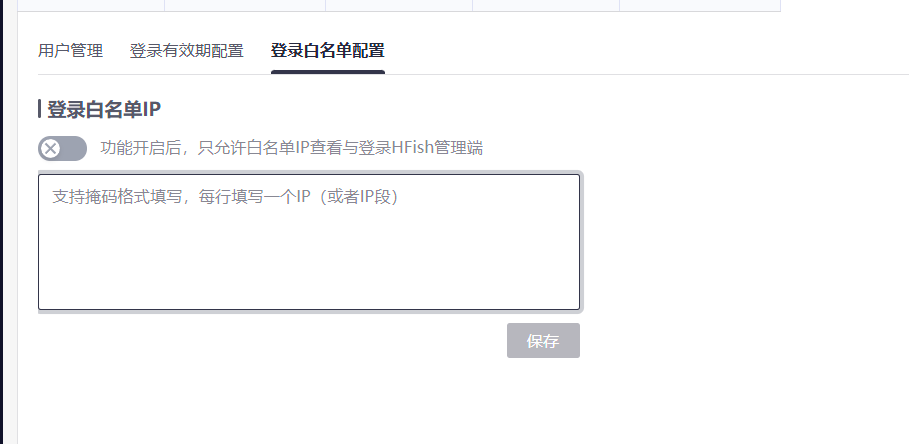 用户管理 登录有效期配置 登录白名单配置
登录白名单IP
功能开启后，只允许白名单IP查看与登录HFish管理端
支持掩码格式填写，每行填写一个IP（或者IP段）
保存